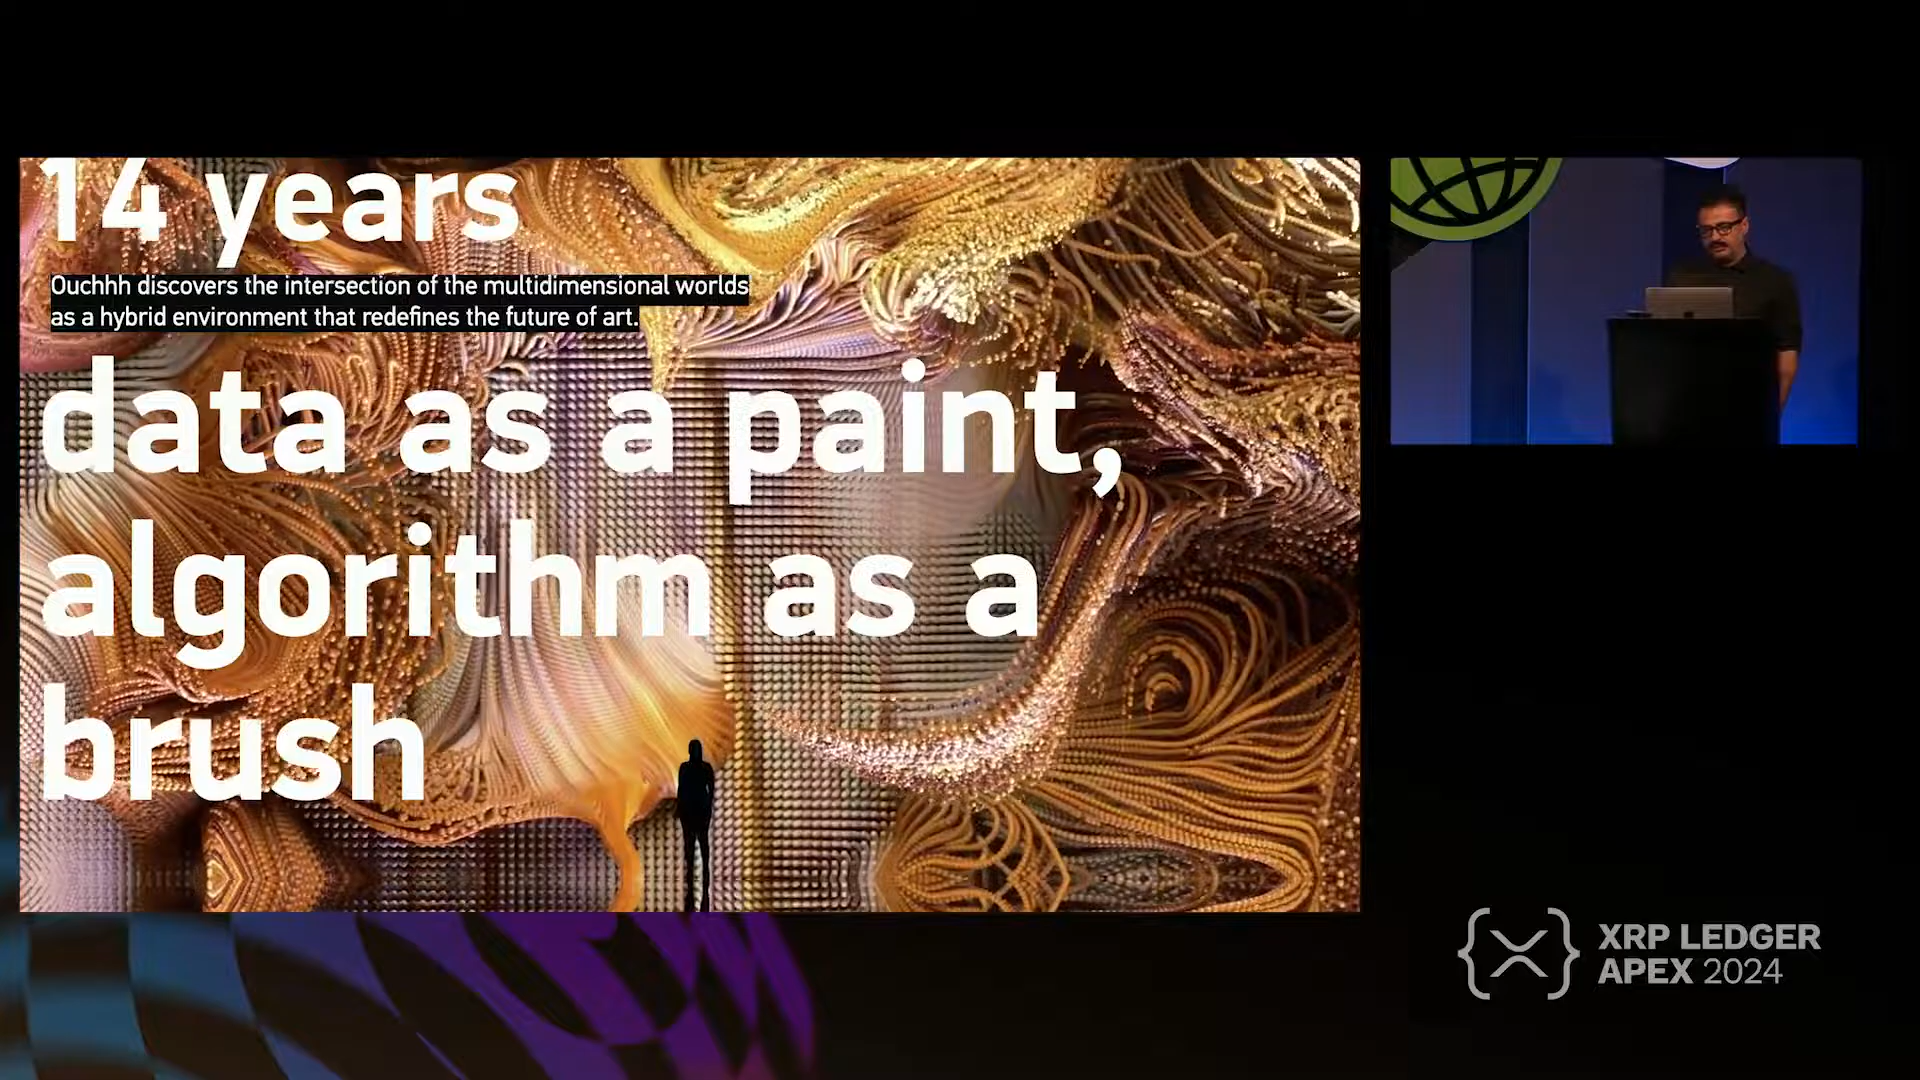 14 years
Ouchhh discovers the intersection of the multidimensional worlds
as a hybrid environment that redefines the future of art.
data as a paint,
algorithm as a
brush
XRP LEDGER
APEX 2024